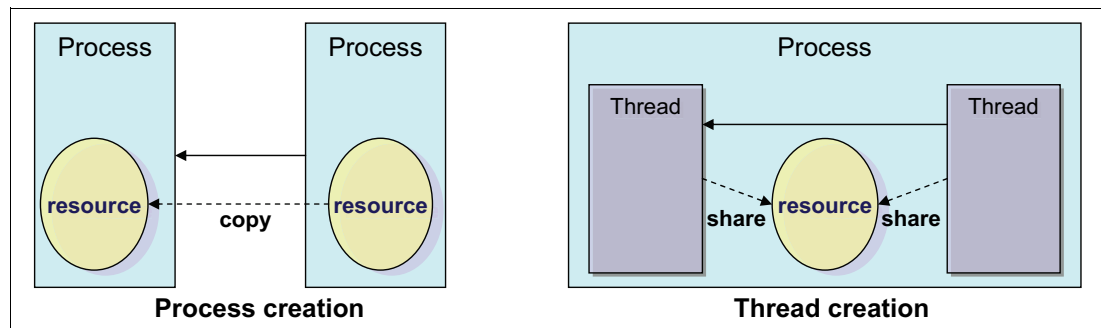 Process
Process
resource
resource
copy
Process creation
Process
Thread
Thread
resource
share
share
Thread creation